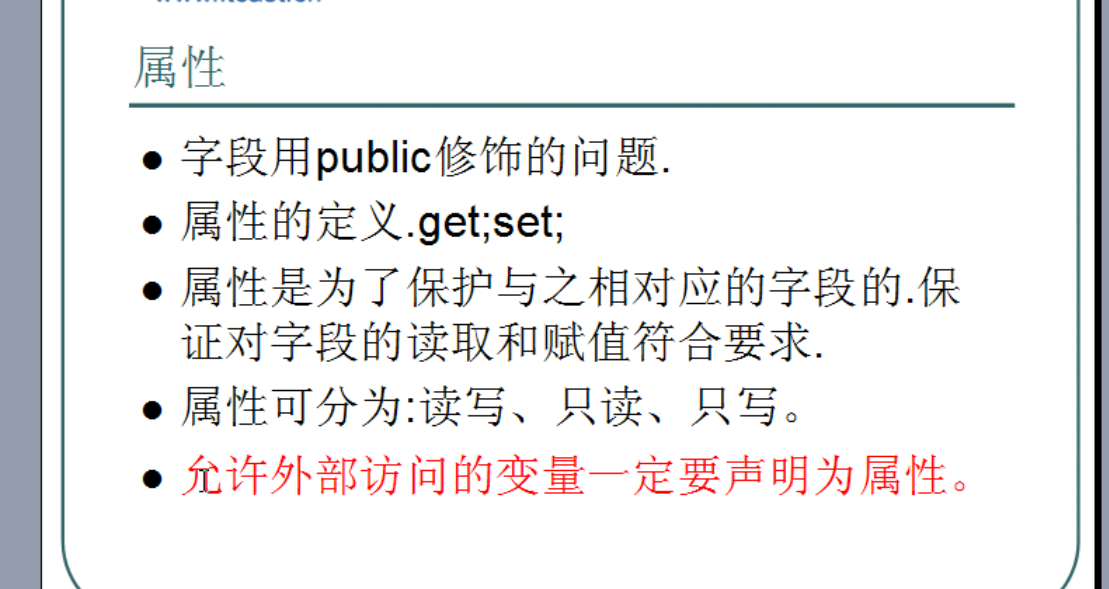 属性
● 字段用public修饰的问题.
● 属性的定义.get;set;
● 属性是为了保护与之相对应的字段的.保
证对字段的读取和赋值符合要求.
● 属性可分为:读写、只读、只写。
● 允许外部访问的变量一定要声明为属性。